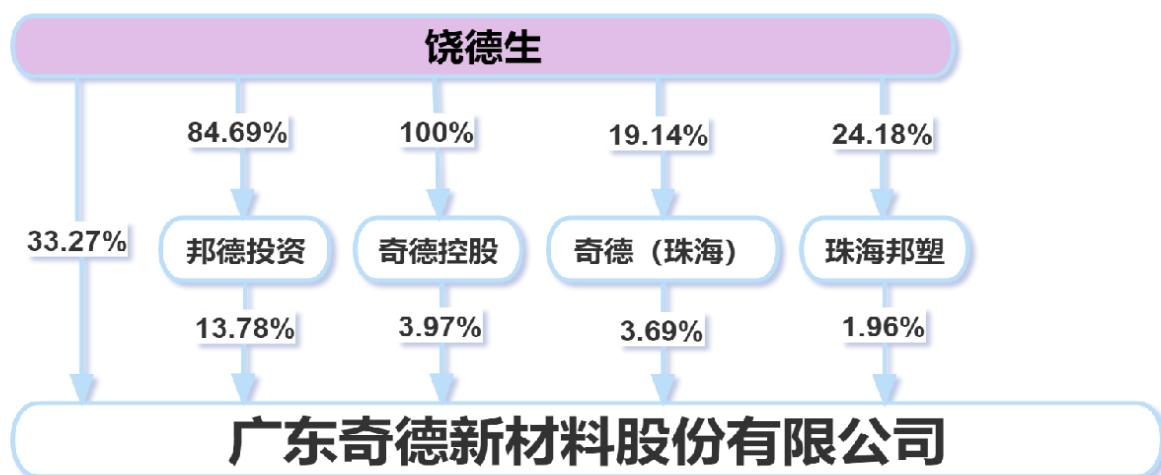 饶德生
84.69%
100%
19.14%
24.18%
33.27%
邦德投资
奇德控股
奇德（珠海）
珠海邦塑
13.78%
3.97%
3.69%
1.96%
广东奇德新材料股份有限公司